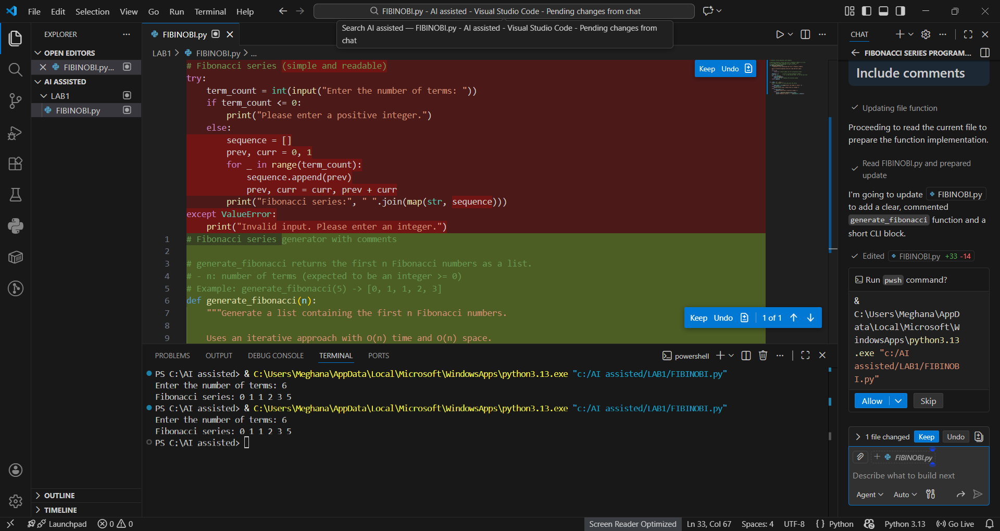 File Edit Selection View Go Run Terminal Help
FIBINOBI.py - AI assisted - Visual Studio Code - Pending changes from chat
Search AI assisted — FIBINOBI.py - AI assisted - Visual Studio Code - Pending changes from
chat
EXPLORER
OPEN EDITORS
FIBINOBI.py...
AI ASSISTED
LAB1
FIBINOBI.py
OUTLINE
TIMELINE
FIBINOBI.py
LAB1 > FIBINOBI.py > ...
# Fibonacci series (simple and readable)
try:
term_count = int(input("Enter the number of terms: "))
if term_count <= 0:
print("Please enter a positive integer.")
else:
sequence = []
prev, curr = 0, 1
for _ in range(term_count):
sequence.append(prev)
prev, curr = curr, prev + curr
print("Fibonacci series:", " ".join(map(str, sequence)))
except ValueError:
print("Invalid input. Please enter an integer.")
1 # Fibonacci series generator with comments
2
3 # generate_fibonacci returns the first n Fibonacci numbers as a list.
4 # - n: number of terms (expected to be an integer >= 0)
5 # Example: generate_fibonacci(5) -> [0, 1, 1, 2, 3]
6 def generate_fibonacci(n):
7 """Generate a list containing the first n Fibonacci numbers.
8
9 Uses an iterative approach with O(n) time and O(n) space.
Keep Undo
Keep Undo 1 of 1
PROBLEMS OUTPUT DEBUG CONSOLE TERMINAL PORTS
powershell
PS C:\AI assisted> & C:\Users\Meghana\AppData\Local\Microsoft\WindowsApps\python3.13.exe "c:/AI assisted/LAB1/FIBINOBI.py"
Enter the number of terms: 6
Fibonacci series: 0 1 1 2 3 5
PS C:\AI assisted> & C:\Users\Meghana\AppData\Local\Microsoft\WindowsApps\python3.13.exe "c:/AI assisted/LAB1/FIBINOBI.py"
Enter the number of terms: 6
Fibonacci series: 0 1 1 2 3 5
PS C:\AI assisted>
CHAT
FIBONACCI SERIES PROGRAM...
Include comments
Updating file function
Proceeding to read the current file to
prepare the function implementation.
Read FIBINOBI.py and prepared
update
I'm going to update FIBINOBI.py
to add a clear, commented
generate_fibonacci function and a
short CLI block.
Edited FIBINOBI.py +33 -14
Run pwsh command?
&
C:\Users\Meghana\AppD
ata\Local\Microsoft\W
indowsApps\python3.13
.exe "c:/AI
assisted/LAB1/FIBINOB
I.py"
Allow Skip
1 file changed Keep Undo
+ FIBINOBI.py
Describe what to build next
Agent Auto
Launchpad 0 0
Screen Reader Optimized Ln 33, Col 67 Spaces: 4 UTF-8 {} Python Python 3.13 Go Live